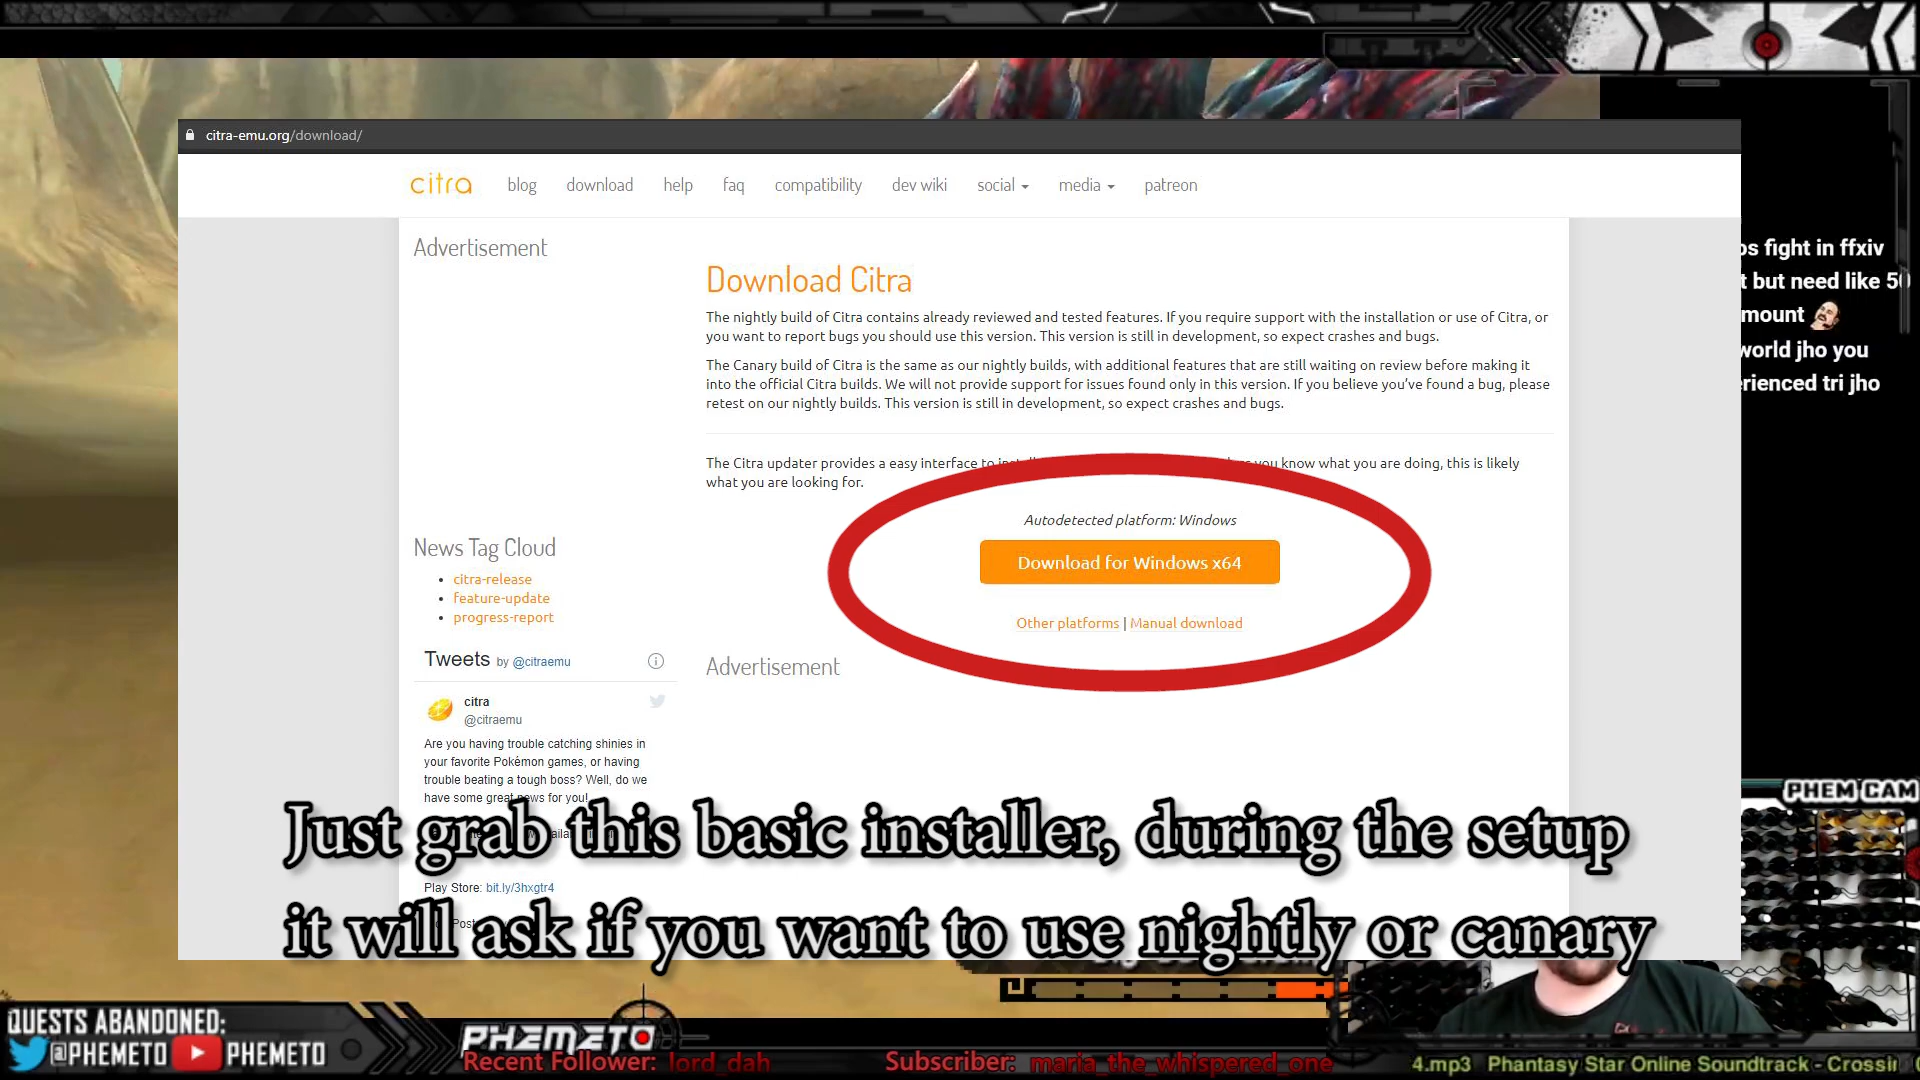 citra-emu.org/download/
citra blog download help faq compatibility dev wiki social media patreon
Advertisement
Download Citra
The nightly build of Citra contains already reviewed and tested features. If you require support with the installation or use of Citra, or
you want to report bugs you should use this version. This version is still in development, so expect crashes and bugs.
The Canary build of Citra is the same as our nightly builds, with additional features that are still waiting on review before making it
into the official Citra builds. We will not provide support for issues found only in this version. If you believe you've found a bug, please
retest on our nightly builds. This version is still in development, so expect crashes and bugs.
The Citra updater provides a easy interface to you know what you are doing, this is likely
what you are looking for.
Autodetected platform: Windows
Download for Windows x64
Other platforms | Manual download
Advertisement
News Tag Cloud
citra-release
feature-update
progress-report
Tweets by @citraemu
citra
@citraemu
Are you having trouble catching shinies in
your favorite Pokémon games, or having
trouble beating a tough boss? Well, do we
have some great news for you!
Play Store: bit.ly/3hxgtr4
Just grab this basic installer, during the setup
it will ask if you want to use nightly or canary
fight in ffxiv
but need like
mount
world jho you
tri jho
PHEM CAM
QUESTS ABANDONED:
@PHEMETO PHEMETO
PHEMETO
Recent Follower: lord_dah
Subscriber: maria_the_whispered_one
4.mp3 Phantasy Star Online Soundtrack -